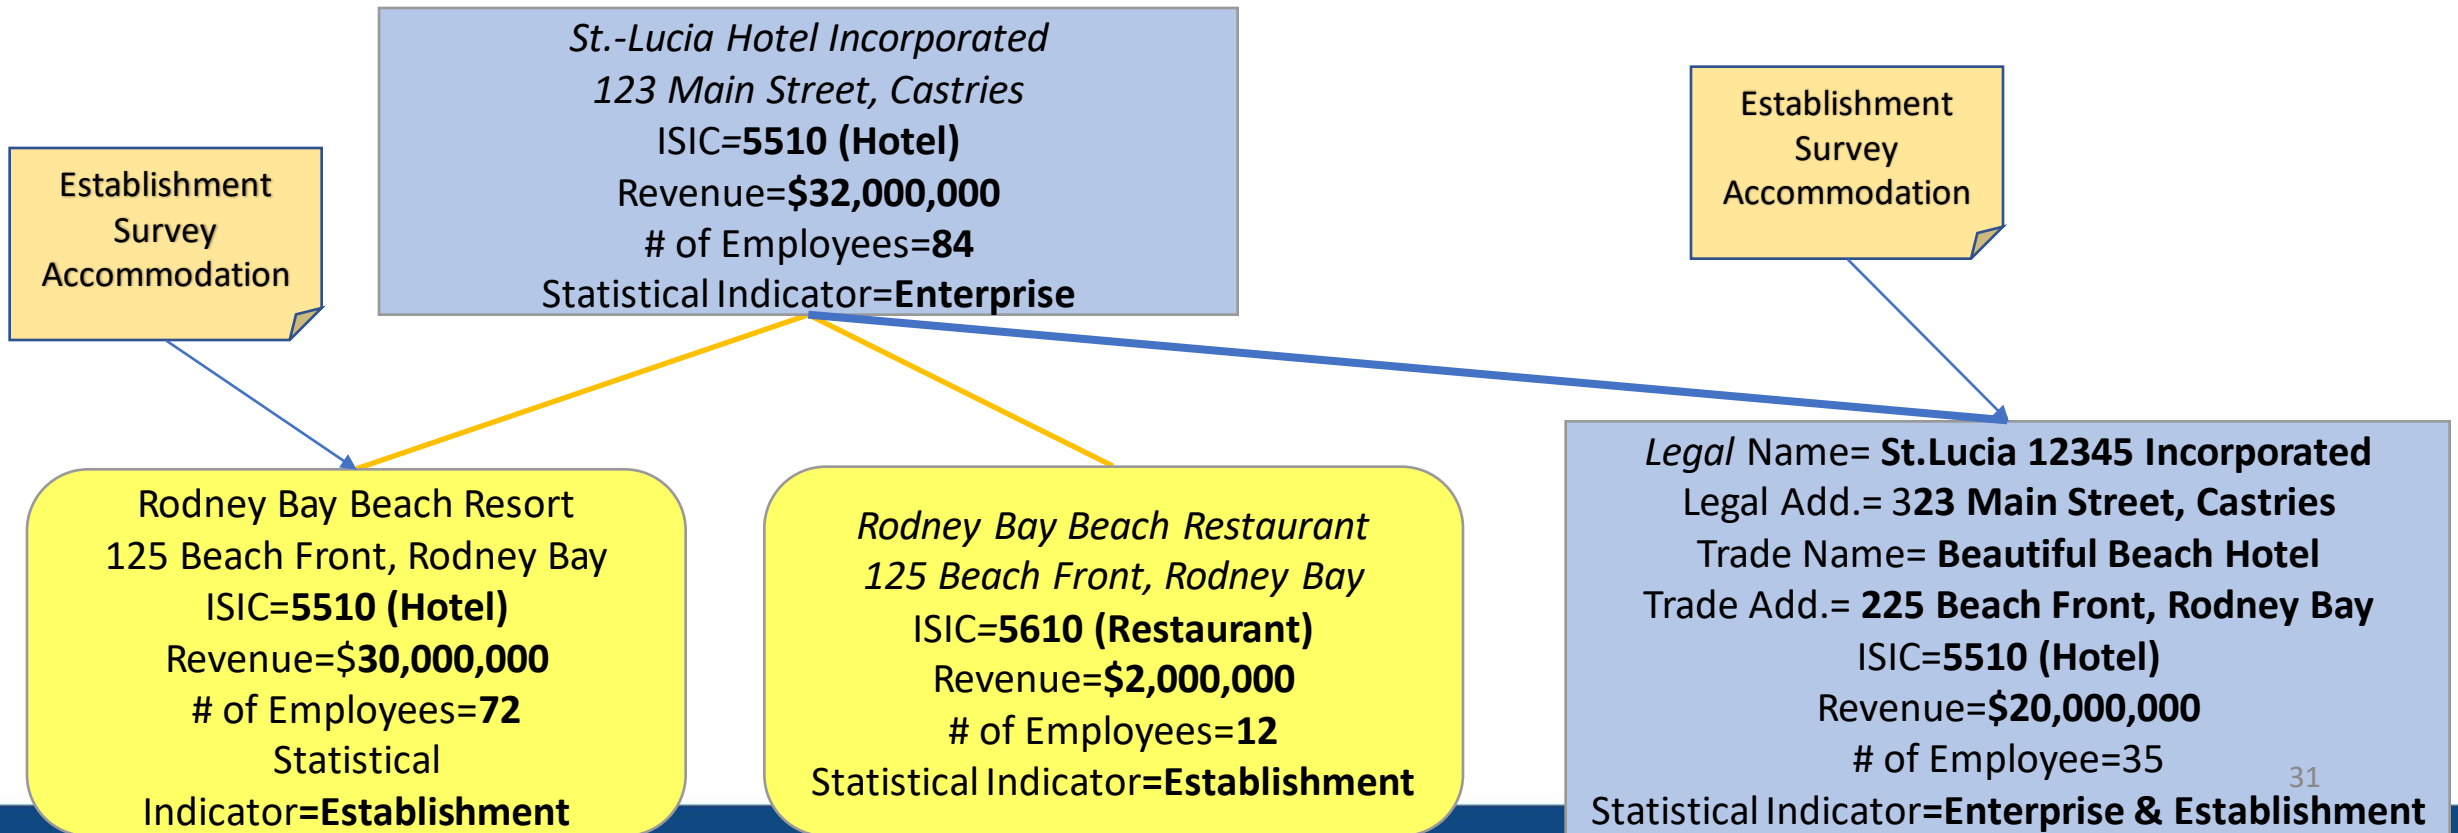 St.-Lucia Hotel Incorporated
123 Main Street, Castries
ISIC=5510 (Hotel)
Revenue=$32,000,000
# of Employees=84
Statistical Indicator=Enterprise
Establishment
Survey
Accommodation
Establishment
Survey
Accommodation
Rodney Bay Beach Resort
125 Beach Front, Rodney Bay
ISIC=5510 (Hotel)
Revenue=$30,000,000
# of Employees=72
Statistical
Indicator=Establishment
Rodney Bay Beach Restaurant
125 Beach Front, Rodney Bay
ISIC=5610 (Restaurant)
Revenue=$2,000,000
# of Employees=12
Statistical Indicator=Establishment
Legal Name= St.Lucia 12345 Incorporated
Legal Add.= 323 Main Street, Castries
Trade Name= Beautiful Beach Hotel
Trade Add.= 225 Beach Front, Rodney Bay
ISIC=5510 (Hotel)
Revenue=$20,000,000
# of Employee=35
Statistical Indicator=Enterprise & Establishment
31